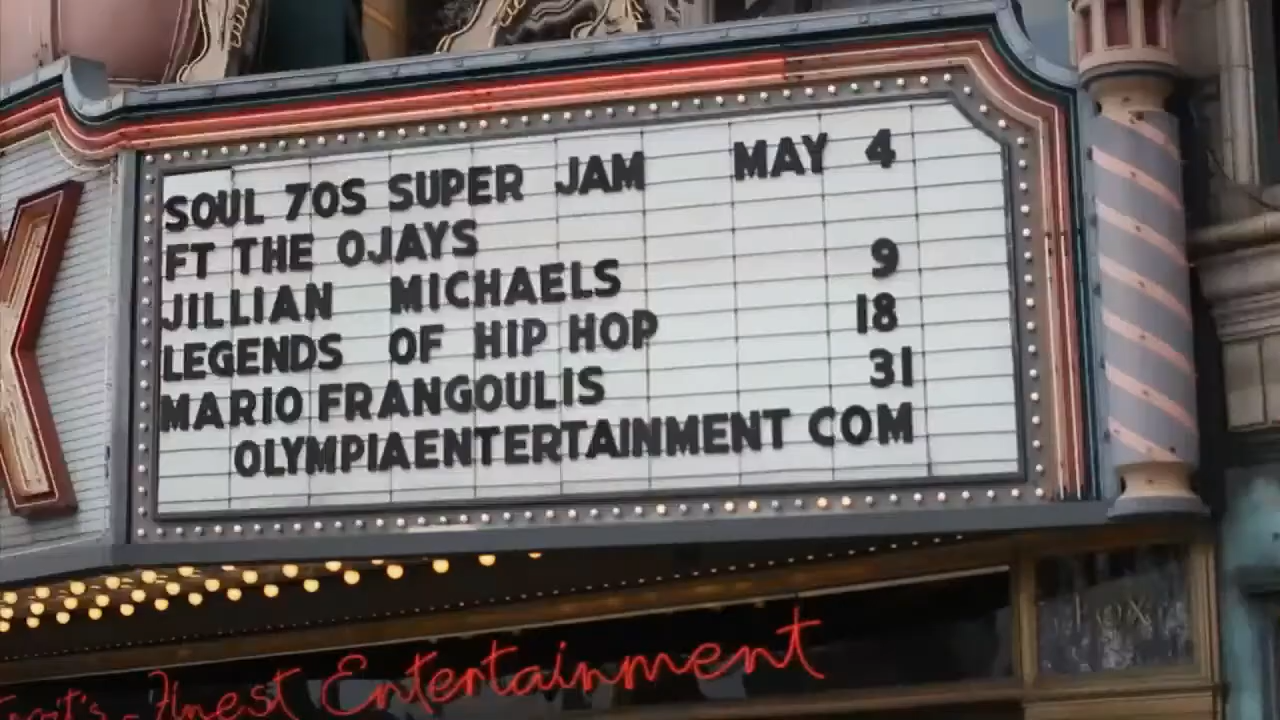 SOUL 70S SUPER JAM MAY 4
FT THE OJAYS
JILLIAN MICHAELS 9
LEGENDS OF HIP HOP 18
MARIO FRANGOULIS 31
OLYMPIAENTERTAINMENT COM
X
Finest Entertainment
Fox